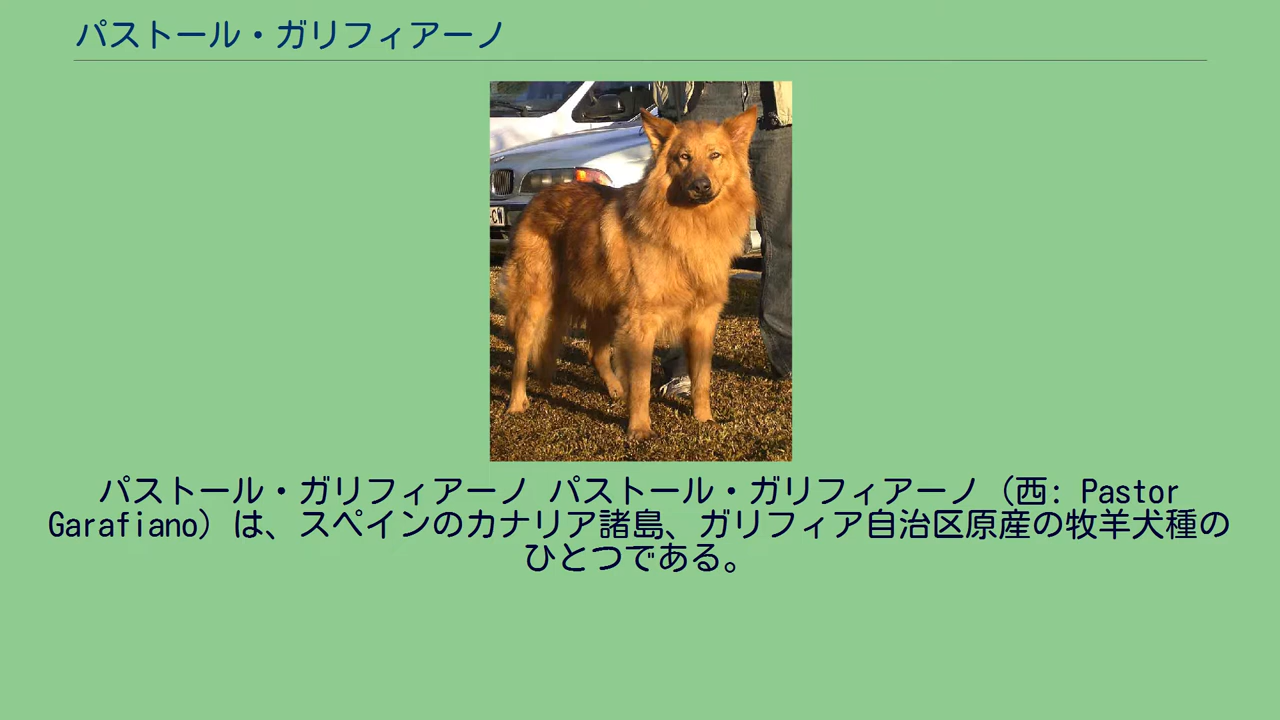 パストール・ガリフィアーノ
パストール・ガリフィアーノ パストール・ガリフィアーノ（西: Pastor
Garafiano）は、スペインのカナリア諸島、ガリフィア自治区原産の牧羊犬種の
ひとつである。